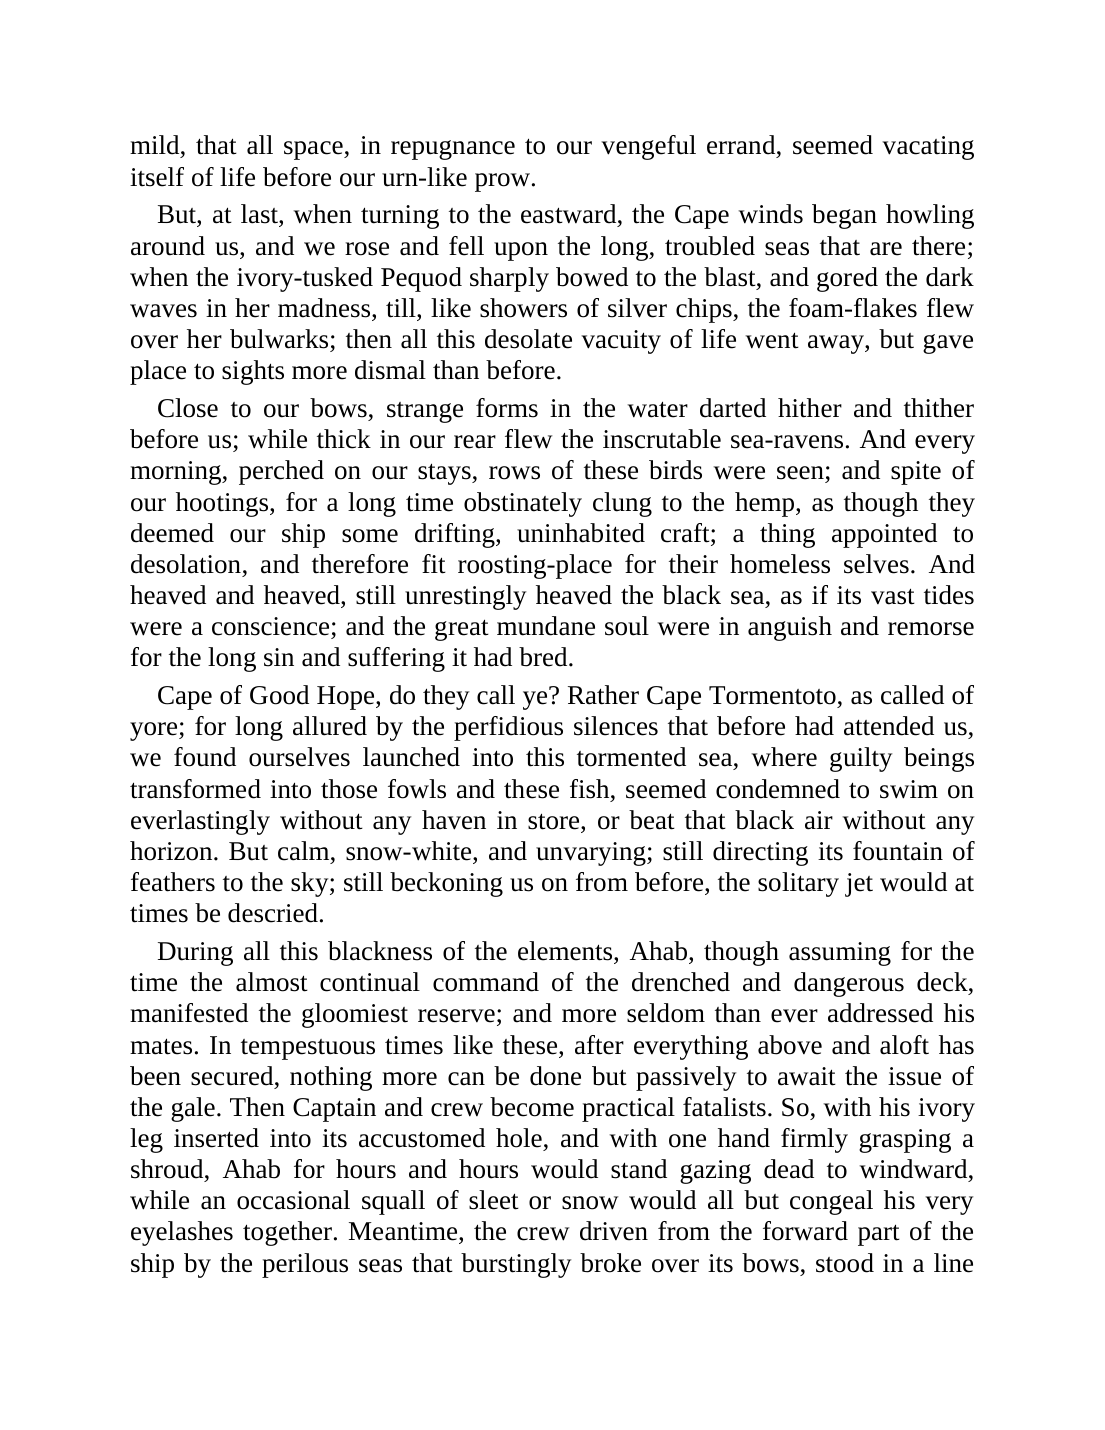 mild, that all space, in repugnance to our vengeful errand, seemed vacating
itself of life before our urn-like prow.
But, at last, when turning to the eastward, the Cape winds began howling
around us, and we rose and fell upon the long, troubled seas that are there;
when the ivory-tusked Pequod sharply bowed to the blast, and gored the dark
waves in her madness, till, like showers of silver chips, the foam-flakes flew
over her bulwarks; then all this desolate vacuity of life went away, but gave
place to sights more dismal than before.
Close to our bows, strange forms in the water darted hither and thither
before us; while thick in our rear flew the inscrutable sea-ravens. And every
morning, perched on our stays, rows of these birds were seen; and spite of
our hootings, for a long time obstinately clung to the hemp, as though they
deemed our ship some drifting, uninhabited craft; a thing appointed to
desolation, and therefore fit roosting-place for their homeless selves. And
heaved and heaved, still unrestingly heaved the black sea, as if its vast tides
were a conscience; and the great mundane soul were in anguish and remorse
for the long sin and suffering it had bred.
Cape of Good Hope, do they call ye? Rather Cape Tormentoto, as called of
yore; for long allured by the perfidious silences that before had attended us,
we found ourselves launched into this tormented sea, where guilty beings
transformed into those fowls and these fish, seemed condemned to swim on
everlastingly without any haven in store, or beat that black air without any
horizon. But calm, snow-white, and unvarying; still directing its fountain of
feathers to the sky; still beckoning us on from before, the solitary jet would at
times be descried.
During all this blackness of the elements, Ahab, though assuming for the
time the almost continual command of the drenched and dangerous deck,
manifested the gloomiest reserve; and more seldom than ever addressed his
mates. In tempestuous times like these, after everything above and aloft has
been secured, nothing more can be done but passively to await the issue of
the gale. Then Captain and crew become practical fatalists. So, with his ivory
leg inserted into its accustomed hole, and with one hand firmly grasping a
shroud, Ahab for hours and hours would stand gazing dead to windward,
while an occasional squall of sleet or snow would all but congeal his very
eyelashes together. Meantime, the crew driven from the forward part of the
ship by the perilous seas that burstingly broke over its bows, stood in a line